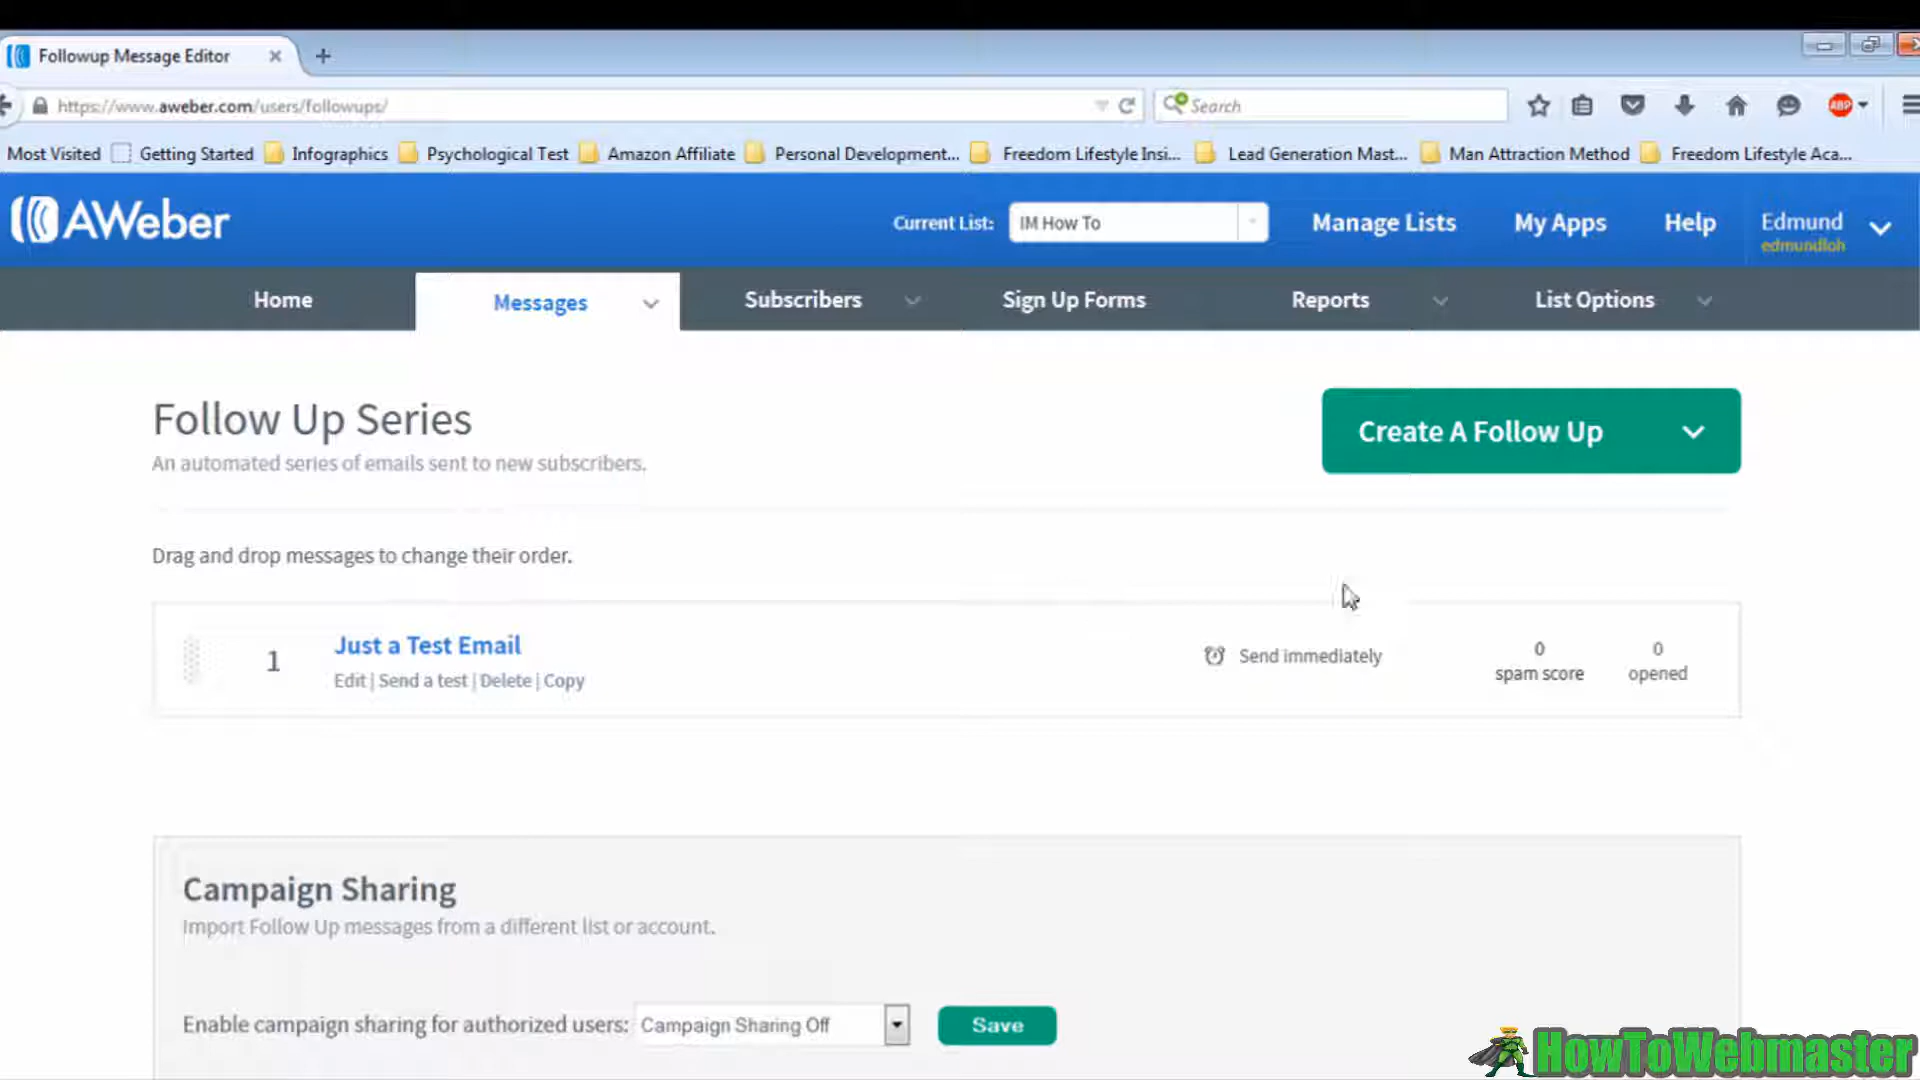 Followup Message Editor
https://www.aweber.com/users/followups/
Search
ABP
Most Visited Getting Started Infographics Psychological Test Amazon Affiliate Personal Development... Freedom Lifestyle Insi... Lead Generation Mast... Man Attraction Method Freedom Lifestyle Aca...
AWeber
Current List: IM How To Manage Lists My Apps Help Edmund
edmundloh
Home Messages Subscribers Sign Up Forms Reports List Options
Follow Up Series
Create A Follow Up
An automated series of emails sent to new subscribers.
Drag and drop messages to change their order.
1 Just a Test Email
Edit | Send a test | Delete | Copy
Send immediately
0 spam score
0 opened
Campaign Sharing
Import Follow Up messages from a different list or account.
Enable campaign sharing for authorized users: Campaign Sharing Off Save
HowToWebmaster